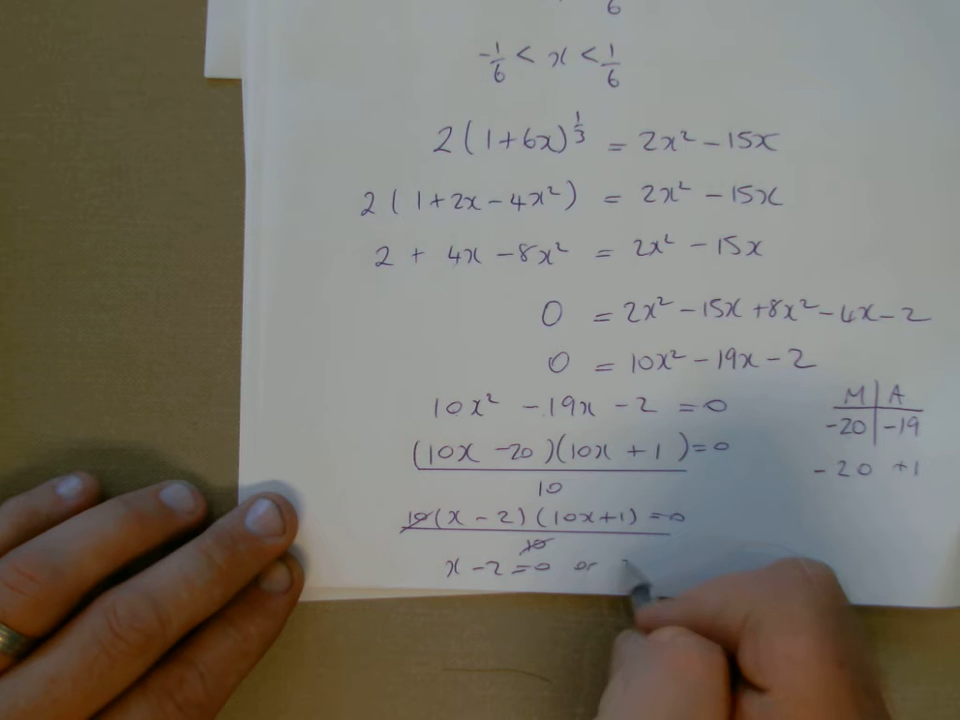 6
-1/6 < x < 1/6
2(1+6x)^1/3 = 2x² - 15x
2(1+2x-4x²) = 2x² - 15x
2 + 4x - 8x² = 2x² - 15x
0 = 2x² - 15x + 8x² - 4x - 2
0 = 10x² - 19x - 2
10x² - 19x - 2 = 0
(10x - 20)(10x + 1) = 0
10
10(x - 2)(10x+1) = 0
10
x - 2 = 0 or
M A
-20 -19
-20 +1